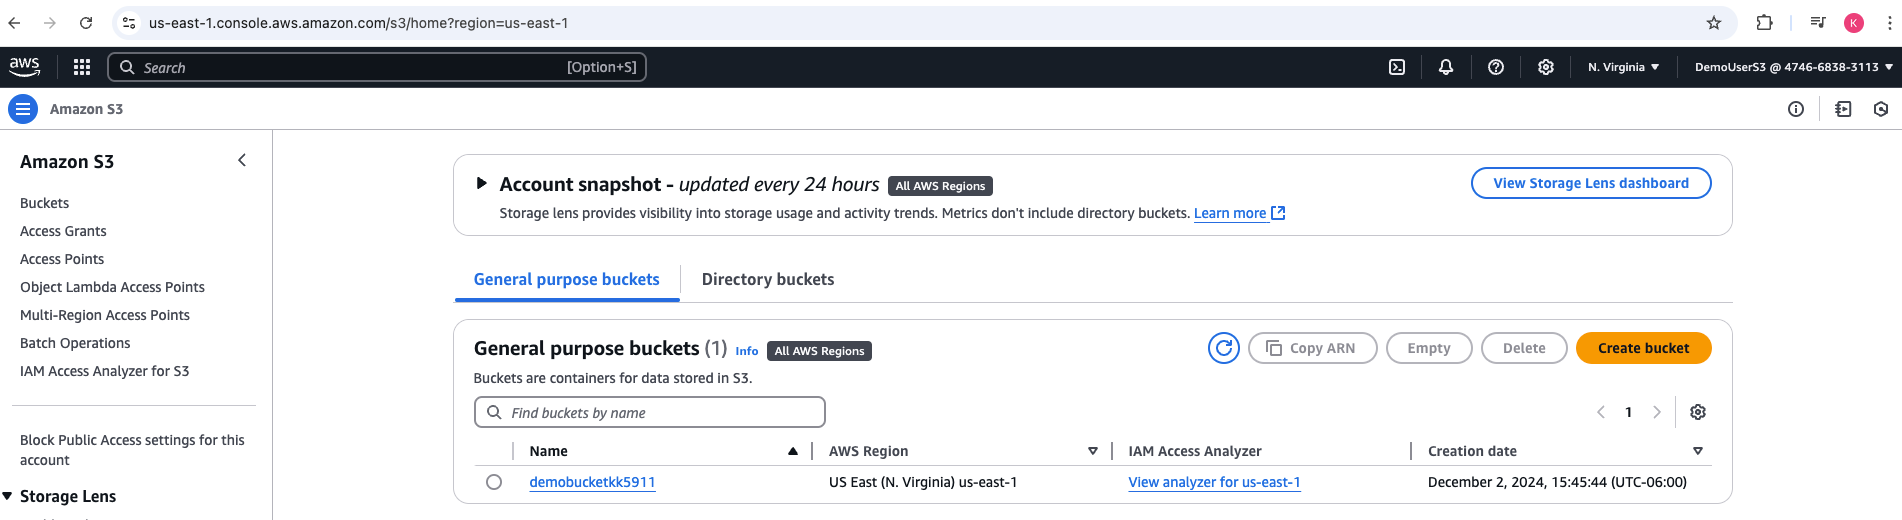 us-east-1.console.aws.amazon.com/s3/home?region=us-east-1
K
aws
Search
[Option+S]
N. Virginia
DemoUserS3 @ 4746-6838-3113
Amazon S3
Amazon S3
Buckets
Access Grants
Access Points
Object Lambda Access Points
Multi-Region Access Points
Batch Operations
IAM Access Analyzer for S3
Block Public Access settings for this
account
Storage Lens
Account snapshot - updated every 24 hours All AWS Regions
View Storage Lens dashboard
Storage lens provides visibility into storage usage and activity trends. Metrics don't include directory buckets. Learn more
General purpose buckets
Directory buckets
General purpose buckets (1) Info All AWS Regions
Copy ARN
Empty
Delete
Create bucket
Buckets are containers for data stored in S3.
Find buckets by name
1
Name
AWS Region
IAM Access Analyzer
Creation date
demobucketkk5911
US East (N. Virginia) us-east-1
View analyzer for us-east-1
December 2, 2024, 15:45:44 (UTC-06:00)